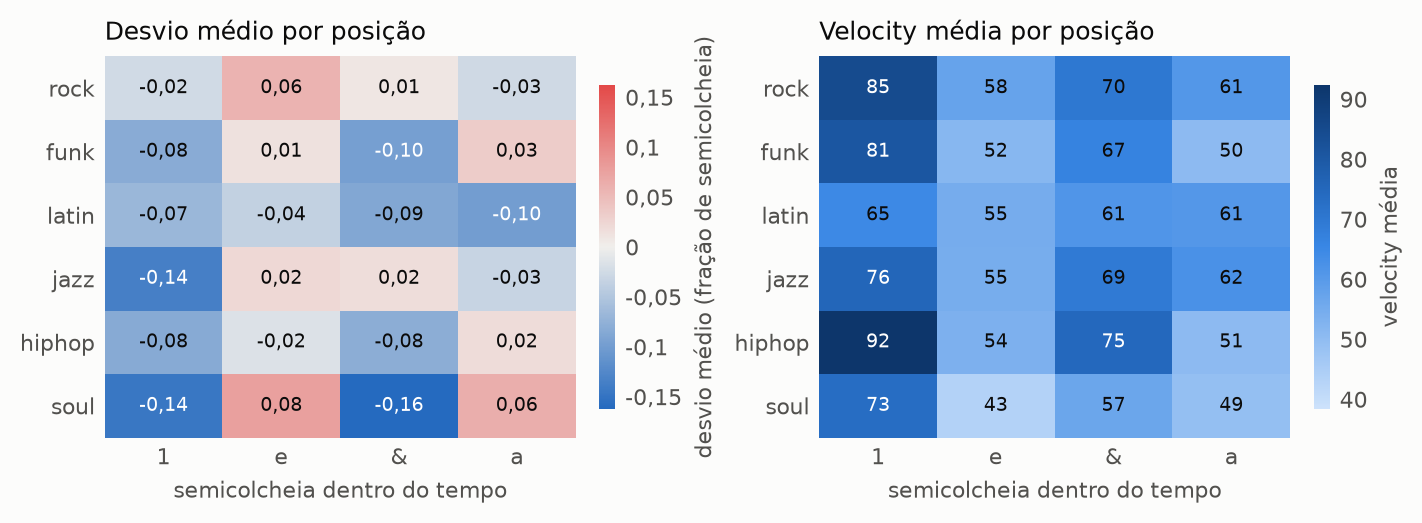 Desvio médio por posição
rock -0,02 0,06 0,01 -0,03
funk -0,08 0,01 -0,10 0,03
latin -0,07 -0,04 -0,09 -0,10
jazz -0,14 0,02 0,02 -0,03
hiphop -0,08 -0,02 -0,08 0,02
soul -0,14 0,08 -0,16 0,06
1 e & a
semicolcheia dentro do tempo
0,15
0,1
0,05
0
-0,05
-0,1
-0,15
desvio médio (fração de semicolcheia)
Velocity média por posição
rock 85 58 70 61
funk 81 52 67 50
latin 65 55 61 61
jazz 76 55 69 62
hiphop 92 54 75 51
soul 73 43 57 49
1 e & a
semicolcheia dentro do tempo
90
80
70
60
50
40
velocity média